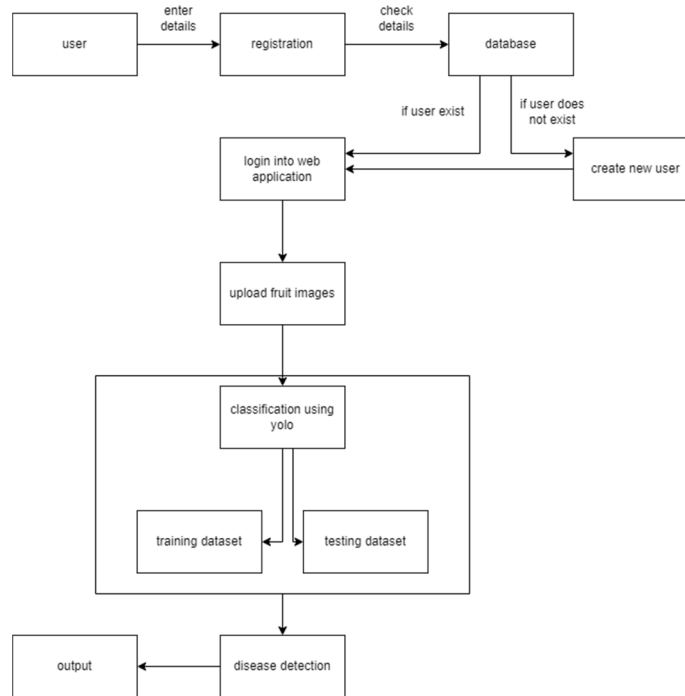 enter
details
check
details
user
registration
database
if user exist
if user does
not exist
login into web
application
create new user
upload fruit images
classification using
yolo
training dataset
testing dataset
output
disease detection